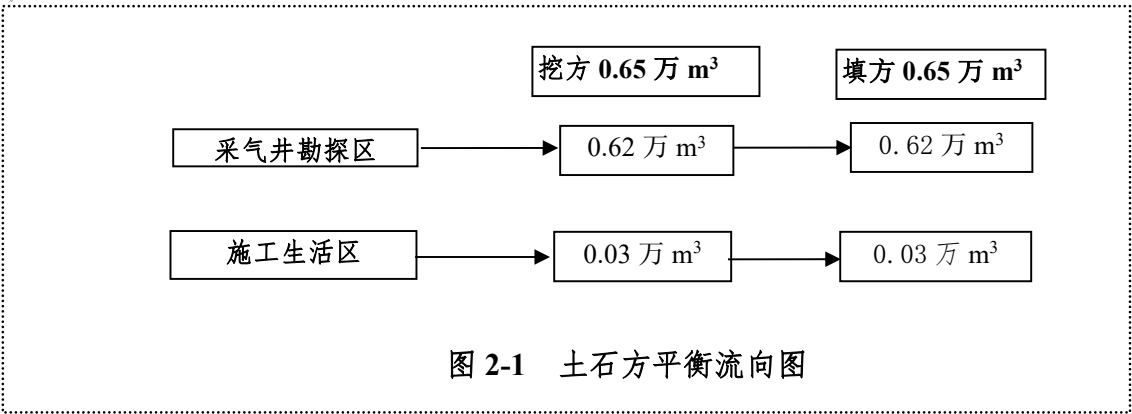 挖方 0.65 万 m³ 填方 0.65 万 m³
采气井勘探区 0.62 万 m³ 0.62 万 m³
施工生活区 0.03 万 m³ 0.03 万 m³
图 2-1 土石方平衡流向图